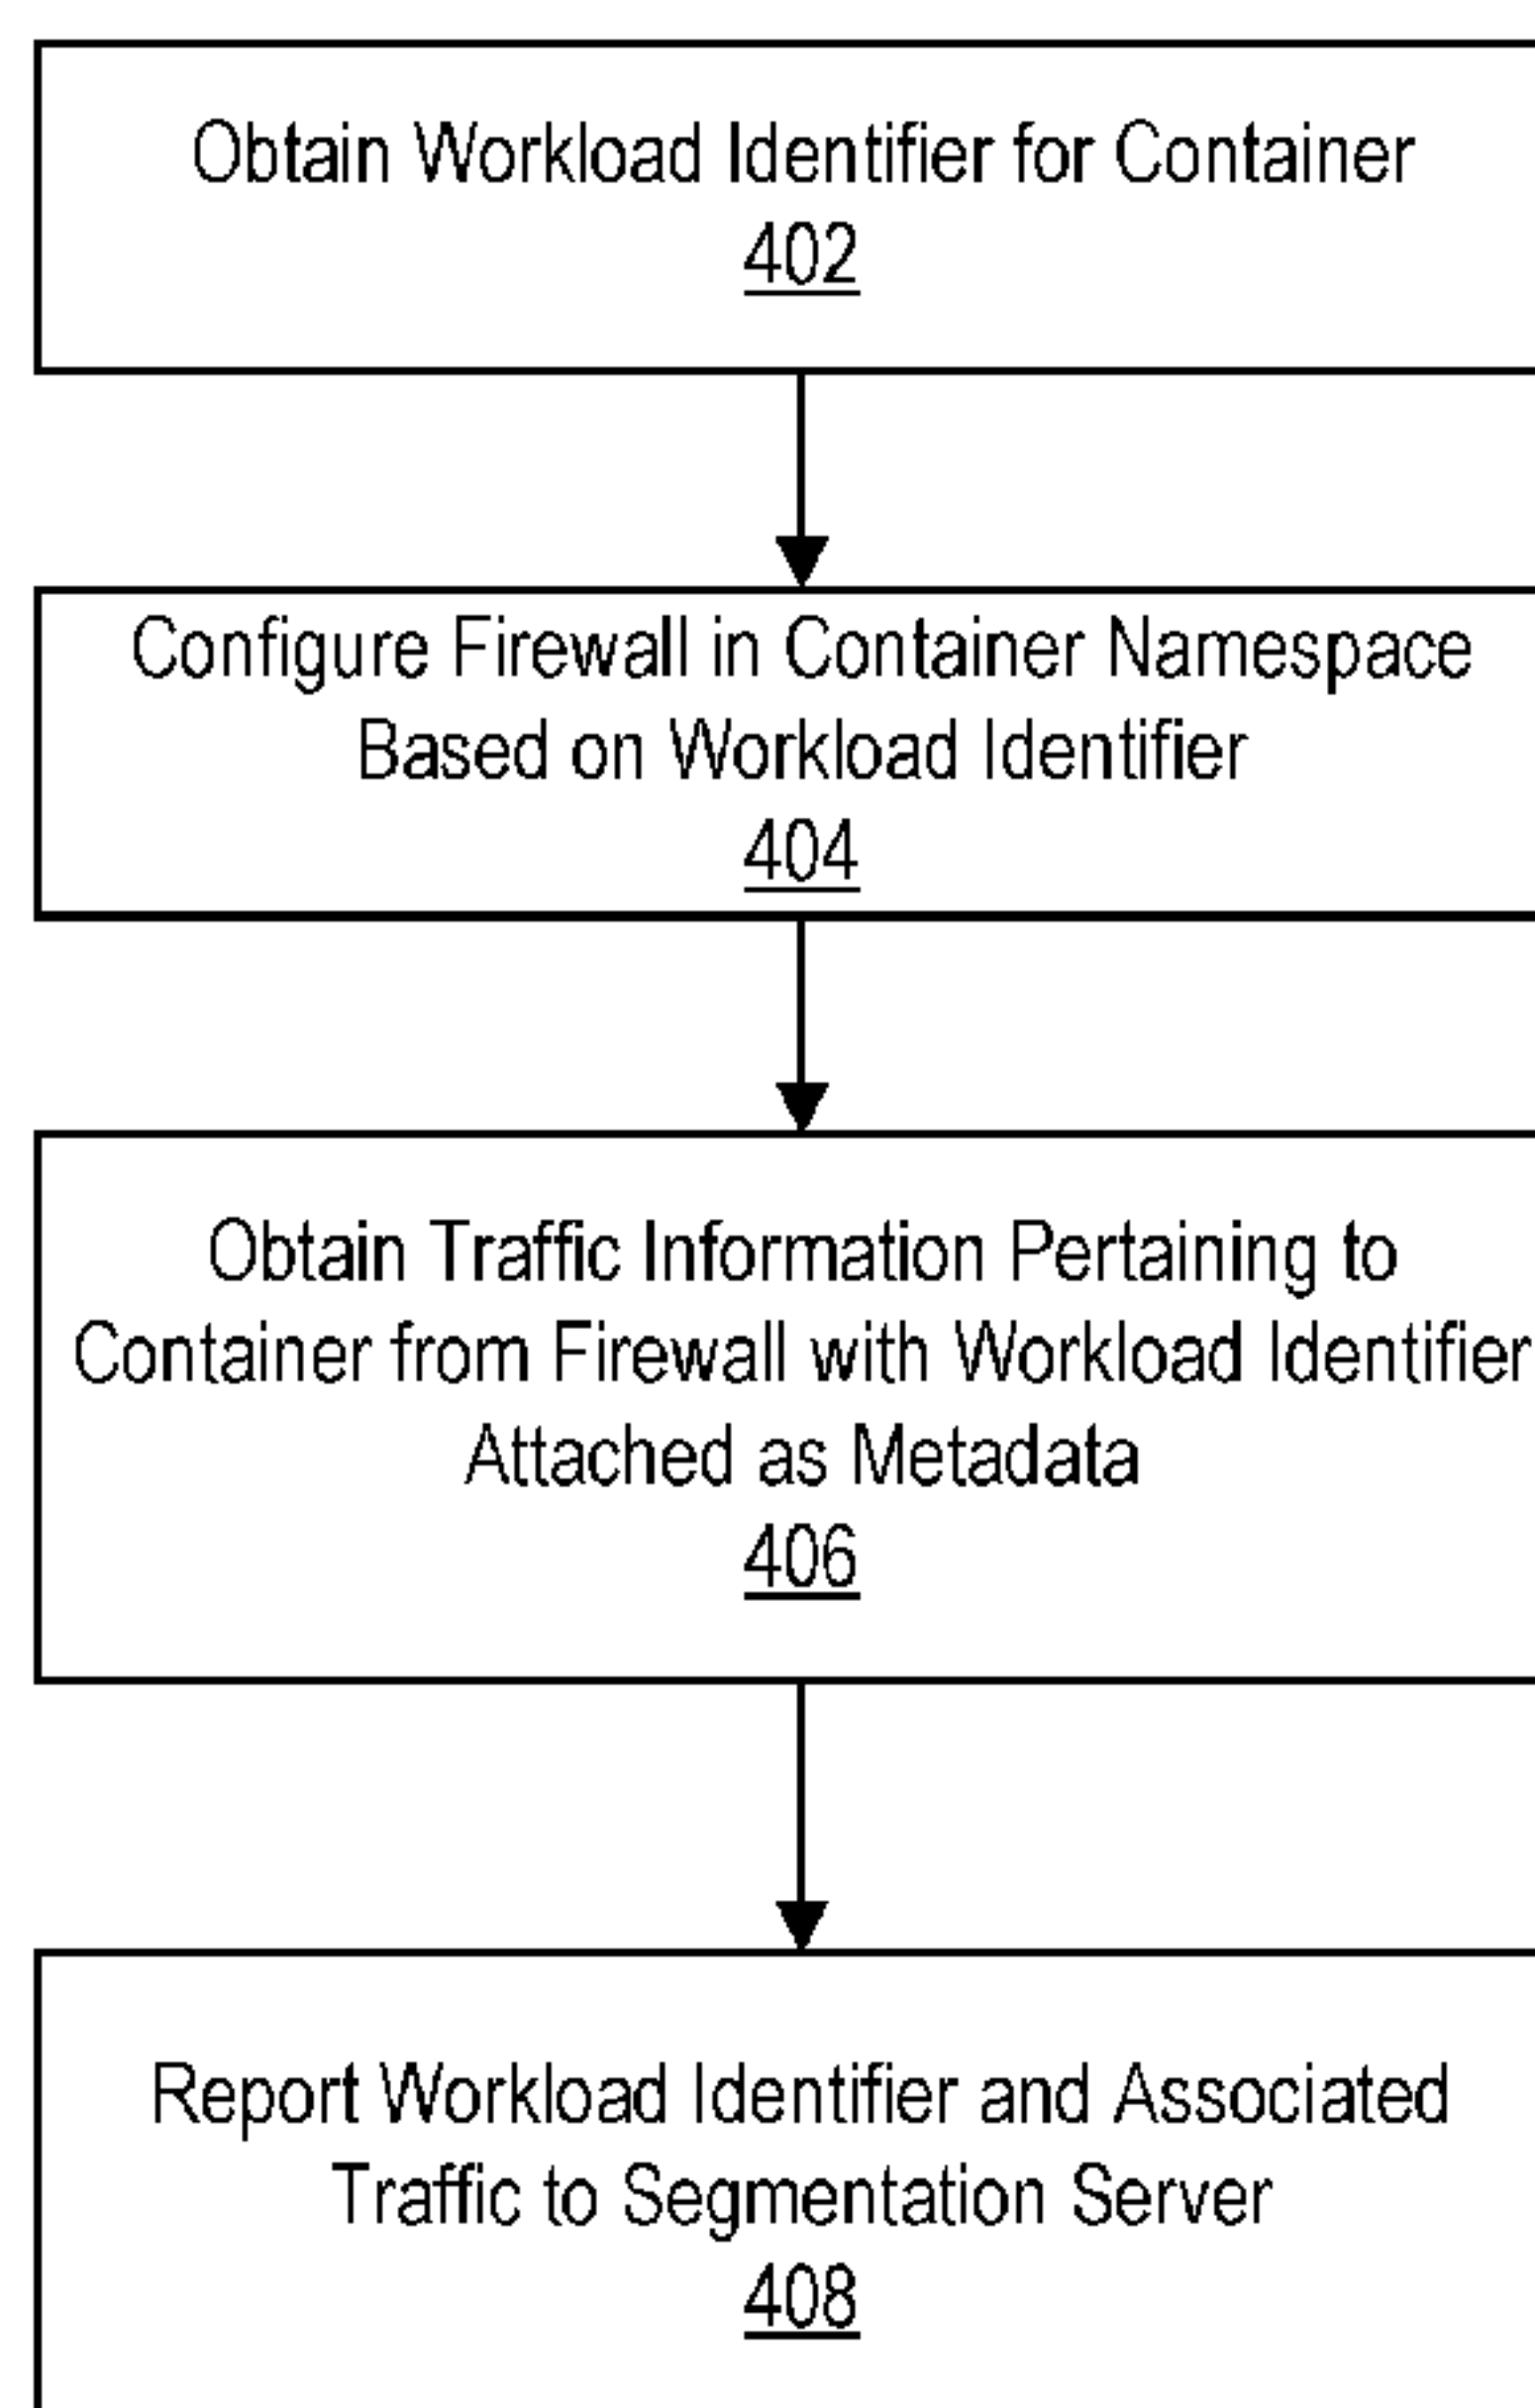 Obtain Workload Identifier for Container
402
Configure Firewall in Container Namespace
Based on Workload Identifier
404
Obtain Traffic Information Pertaining to
Container from Firewall with Workload Identifier
Attached as Metadata
406
Report Workload Identifier and Associated
Traffic to Segmentation Server
408